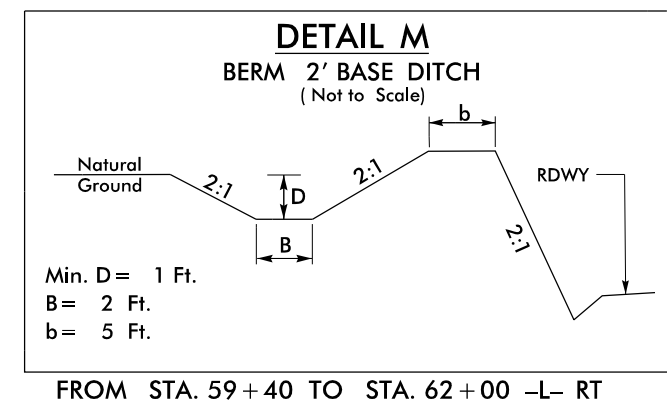 DETAIL M
BERM 2' BASE DITCH
( Not to Scale)
b
Natural
Ground
2:1
D
2:1
RDWY
2:1
B
Min. D = 1 Ft.
B = 2 Ft.
b = 5 Ft.
FROM STA. 59+40 TO STA. 62+00 -L- RT